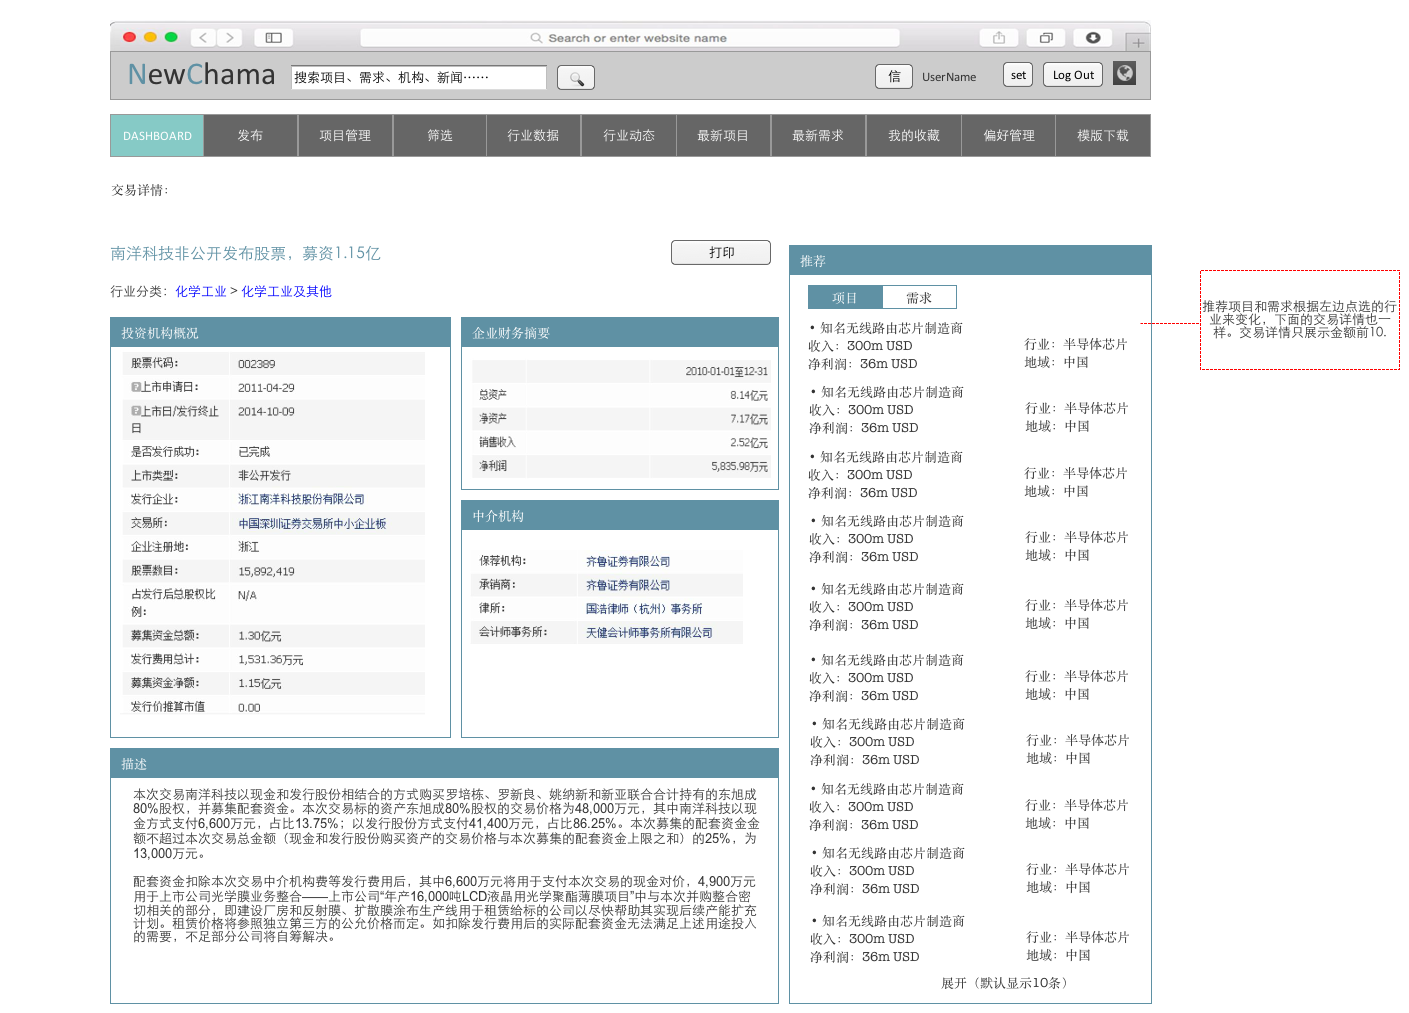 Search or enter website name
NewChama
搜索项目、需求、机构、新闻······
信
UserName
set
Log Out
DASHBOARD
发布
项目管理
筛选
行业数据
行业动态
最新项目
最新需求
我的收藏
偏好管理
模版下载
交易详情：
南洋科技非公开发布股票，募资1.15亿
打印
行业分类：化学工业 > 化学工业及其他
投资机构概况
股票代码： 002389
?上市申请日： 2011-04-29
?上市日/发行终止 2014-10-09
日
是否发行成功： 已完成
上市类型： 非公开发行
发行企业： 浙江南洋科技股份有限公司
交易所： 中国深圳证券交易所中小企业板
企业注册地： 浙江
股票数目： 15,892,419
占发行后总股权比 N/A
例：
募集资金总额： 1.30亿元
发行费用总计： 1,531.36万元
募集资金净额： 1.15亿元
发行价推算市值 0.00
企业财务摘要
2010-01-01至12-31
总资产 8.14亿元
净资产 7.17亿元
销售收入 2.52亿元
净利润 5,835.98万元
中介机构
保荐机构： 齐鲁证券有限公司
承销商： 齐鲁证券有限公司
律所： 国浩律师（杭州）事务所
会计师事务所： 天健会计师事务所有限公司
描述
本次交易南洋科技以现金和发行股份相结合的方式购买罗培栋、罗新良、姚纳新和新亚联合合计持有的东旭成
80%股权，并募集配套资金。本次交易标的资产东旭成80%股权的交易价格为48,000万元，其中南洋科技以现
金方式支付6,600万元，占比13.75%；以发行股份方式支付41,400万元，占比86.25%。本次募集的配套资金金
额不超过本次交易总金额（现金和发行股份购买资产的交易价格与本次募集的配套资金上限之和）的25%，为
13,000万元。
配套资金扣除本次交易中介机构费等发行费用后，其中6,600万元将用于支付本次交易的现金对价，4,900万元
用于上市公司光学膜业务整合——上市公司“年产16,000吨LCD液晶用光学聚酯薄膜项目”中与本次并购整合密
切相关的部分，即建设厂房和反射膜、扩散膜涂布生产线用于租赁给标的公司以尽快帮助其实现后续产能扩充
计划。租赁价格将参照独立第三方的公允价格而定。如扣除发行费用后的实际配套资金无法满足上述用途投入
的需要，不足部分公司将自筹解决。
推荐
项目
需求
• 知名无线路由芯片制造商
收入：300m USD 行业：半导体芯片
净利润：36m USD 地域：中国
• 知名无线路由芯片制造商
收入：300m USD 行业：半导体芯片
净利润：36m USD 地域：中国
• 知名无线路由芯片制造商
收入：300m USD 行业：半导体芯片
净利润：36m USD 地域：中国
• 知名无线路由芯片制造商
收入：300m USD 行业：半导体芯片
净利润：36m USD 地域：中国
• 知名无线路由芯片制造商
收入：300m USD 行业：半导体芯片
净利润：36m USD 地域：中国
• 知名无线路由芯片制造商
收入：300m USD 行业：半导体芯片
净利润：36m USD 地域：中国
• 知名无线路由芯片制造商
收入：300m USD 行业：半导体芯片
净利润：36m USD 地域：中国
• 知名无线路由芯片制造商
收入：300m USD 行业：半导体芯片
净利润：36m USD 地域：中国
• 知名无线路由芯片制造商
收入：300m USD 行业：半导体芯片
净利润：36m USD 地域：中国
• 知名无线路由芯片制造商
收入：300m USD 行业：半导体芯片
净利润：36m USD 地域：中国
展开（默认显示10条）
推荐项目和需求根据左边点选的行
业来变化，下面的交易详情也一
样。交易详情只展示金额前10.